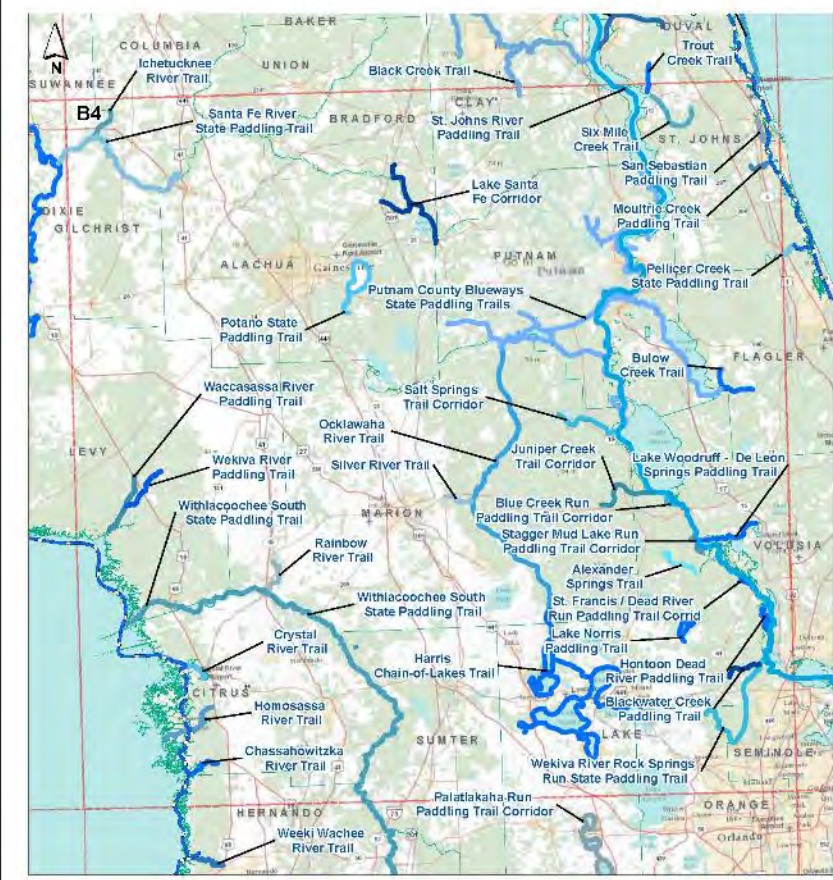 BAKER
DUVAL
COLUMBIA
Ichetucknee
River Trail
UNION
Trout
Creek Trail
Black Creek Trail
SUWANNEE
N
B4
CLAY
Santa Fe River
State Paddling Trail
BRADFORD
St. Johns River
Paddling Trail
Six Mile
Creek Trail
ST. JOHNS
San Sebastian
Paddling Trail
Lake Santa
Fe Corridor
Moultrie Creek
Paddling Trail
DIXIE
GILCHRIST
ALACHUA
PUTNAM
Pellicer Creek
State Paddling Trail
Putnam County Blueways
State Paddling Trails
Potano State
Paddling Trail
Bulow
Creek Trail
FLAGLER
Waccasassa River
Paddling Trail
Salt Springs
Trail Corridor
Ocklawaha
River Trail
LEVY
Wekiva River
Paddling Trail
Silver River Trail
Juniper Creek
Trail Corridor
Lake Woodruff - De Leon
Springs Paddling Trail
Withlacoochee South
State Paddling Trail
MARION
Blue Creek Run
Paddling Trail Corridor
Stagger Mud Lake Run
Paddling Trail Corridor
VOLUSIA
Rainbow
River Trail
Alexander
Springs Trail
Withlacoochee South
State Paddling Trail
St. Francis / Dead River
Run Paddling Trail Corrid
Lake Norris
Paddling Trail
Crystal
River Trail
Harris
Chain-of-Lakes Trail
Hontoon Dead
River Paddling Trail
CITRUS
Homosassa
River Trail
Blackwater Creek
Paddling Trail
SUMTER
LAKE
Chassahowitzka
River Trail
SEMINOLE
Wekiva River Rock Springs
Run State Paddling Trail
Palatlakaha Run
Paddling Trail Corridor
HERNANDO
ORANGE
Orlando
Weeki Wachee
River Trail